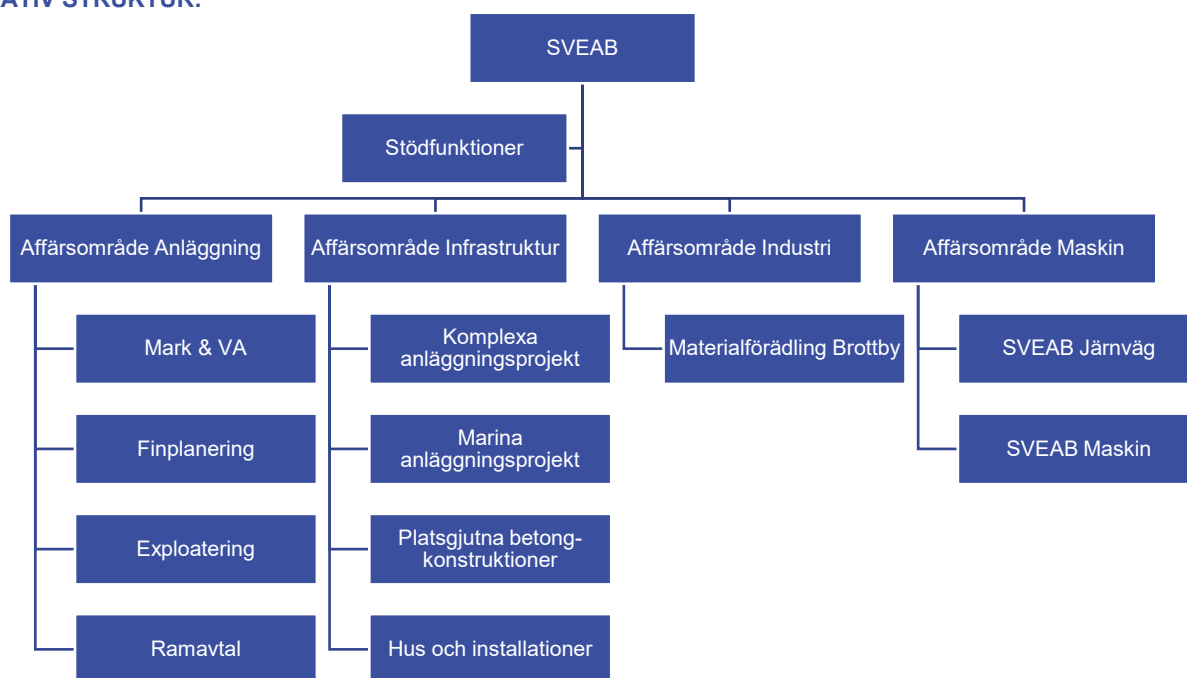 ATIV STRUKTUR:
SVEAB
Stödfunktioner
Affärsområde Anläggning
Affärsområde Infrastruktur
Affärsområde Industri
Affärsområde Maskin
Mark & VA
Finplanering
Exploatering
Ramavtal
Komplexa
anläggningsprojekt
Marina
anläggningsprojekt
Platsgjutna betong-
konstruktioner
Hus och installationer
Materialförädling Brottby
SVEAB Järnväg
SVEAB Maskin